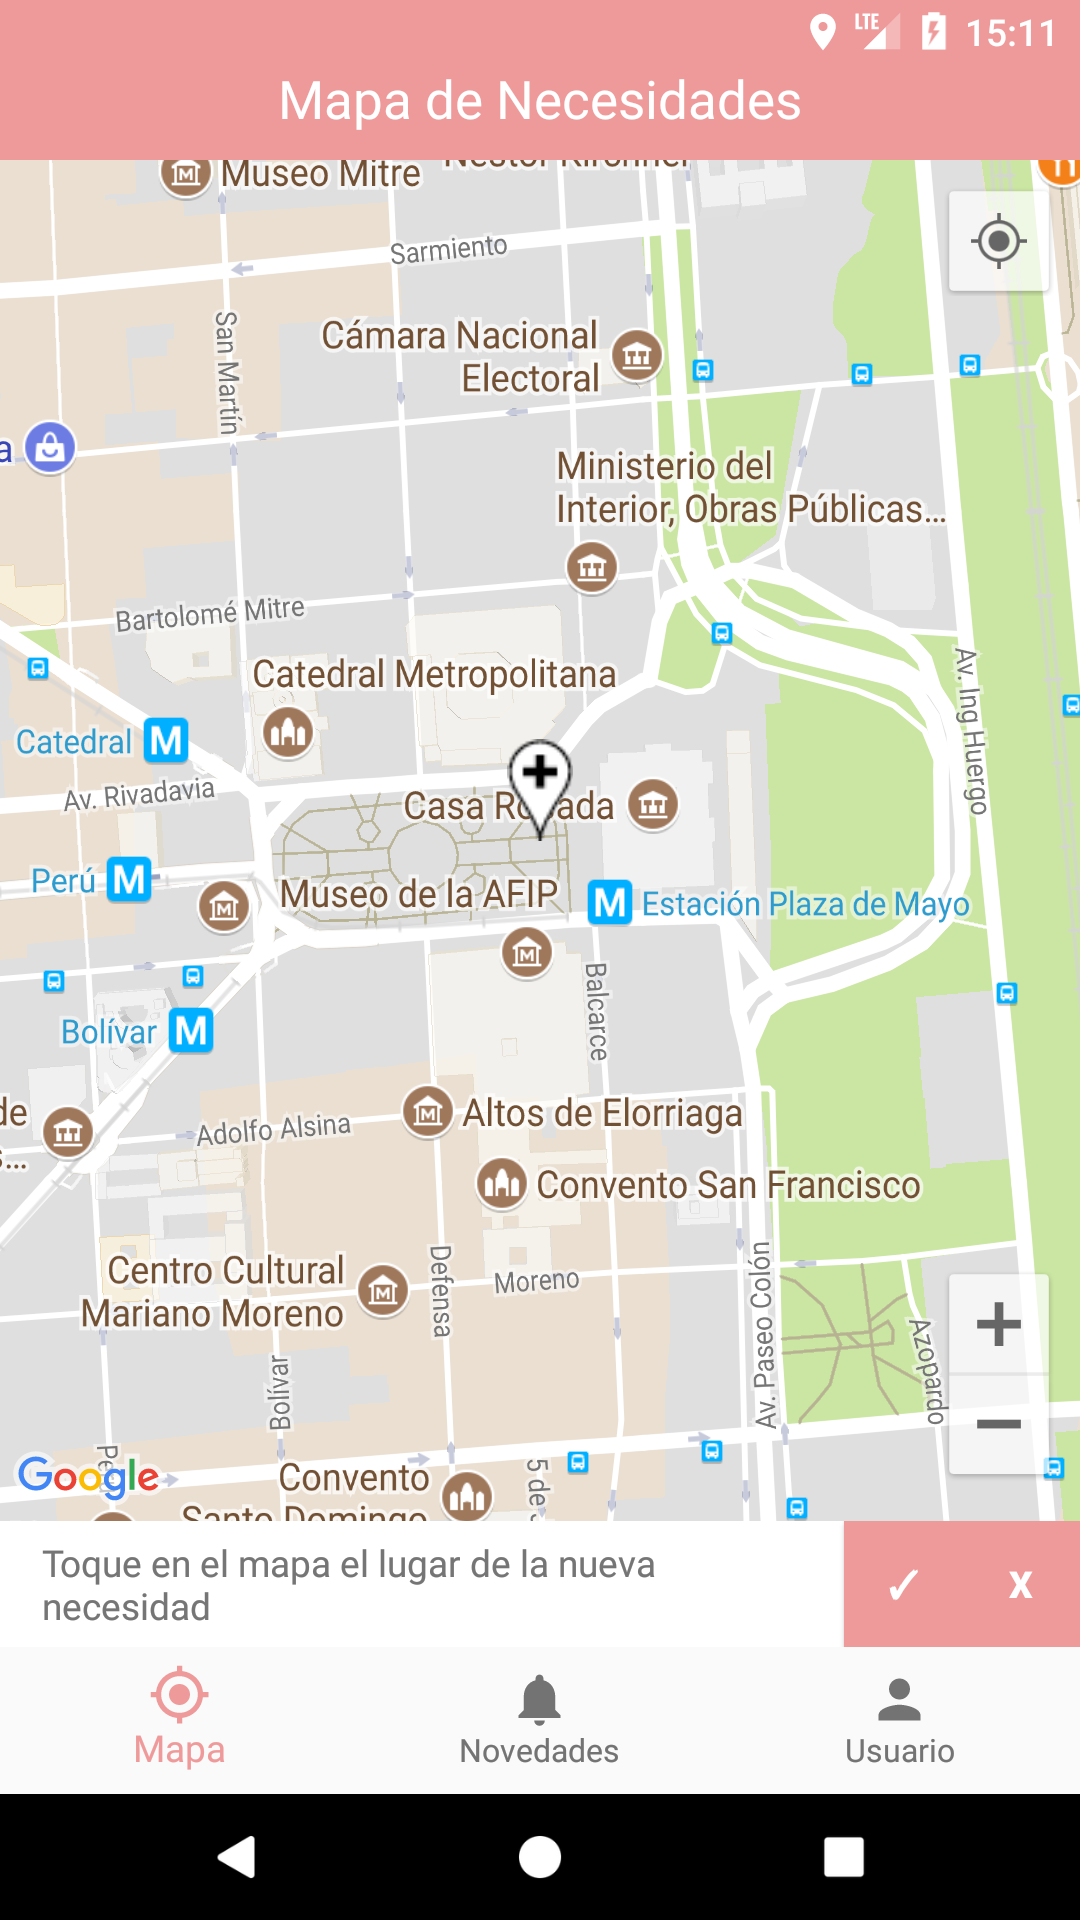 LTE 15:11
Mapa de Necesidades
Museo Mitre
Néstor Kirchner
Sarmiento
San Martín
Cámara Nacional
Electoral
a
Ministerio del
Interior, Obras Públicas...
Bartolomé Mitre
Catedral Metropolitana
Av. Ing Huergo
Catedral M
Av. Rivadavia
Casa Rosada
Perú M
Museo de la AFIP
M Estación Plaza de Mayo
Balcarce
Bolívar M
de
s...
Adolfo Alsina
Altos de Elorriaga
Convento San Francisco
Centro Cultural
Mariano Moreno
Defensa
Moreno
Av. Paseo Colón
Azopardo
Bolívar
+
−
Google
Convento
Santo Domingo
5 de
Toque en el mapa el lugar de la nueva
necesidad
✓ x
Mapa
Novedades
Usuario